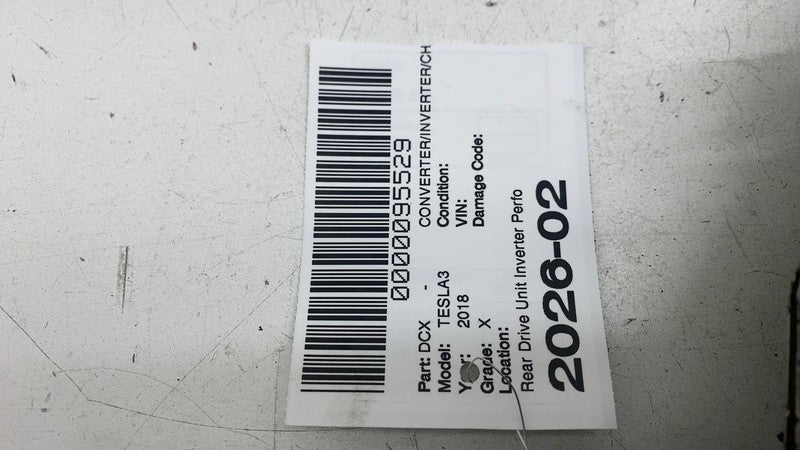 0000095529
Part: DCX - CONVERTER/INVERTER/CH
Model: TESLA3 Condition:
Year: 2018 VIN:
Grade: X Damage Code:
Location:
Rear Drive Unit Inverter Perfo
2026-02